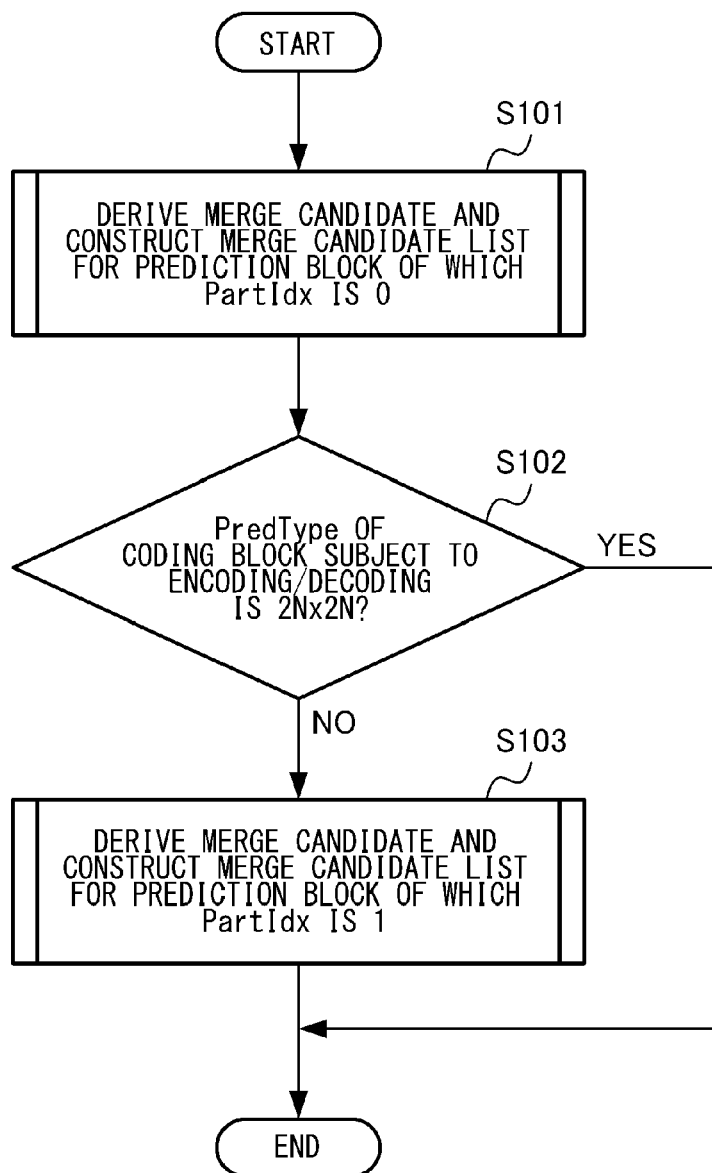 START
S101
DERIVE MERGE CANDIDATE AND
CONSTRUCT MERGE CANDIDATE LIST
FOR PREDICTION BLOCK OF WHICH
PartIdx IS 0
S102
PredType OF
CODING BLOCK SUBJECT TO
ENCODING/DECODING
IS 2Nx2N?
YES
NO
S103
DERIVE MERGE CANDIDATE AND
CONSTRUCT MERGE CANDIDATE LIST
FOR PREDICTION BLOCK OF WHICH
PartIdx IS 1
END